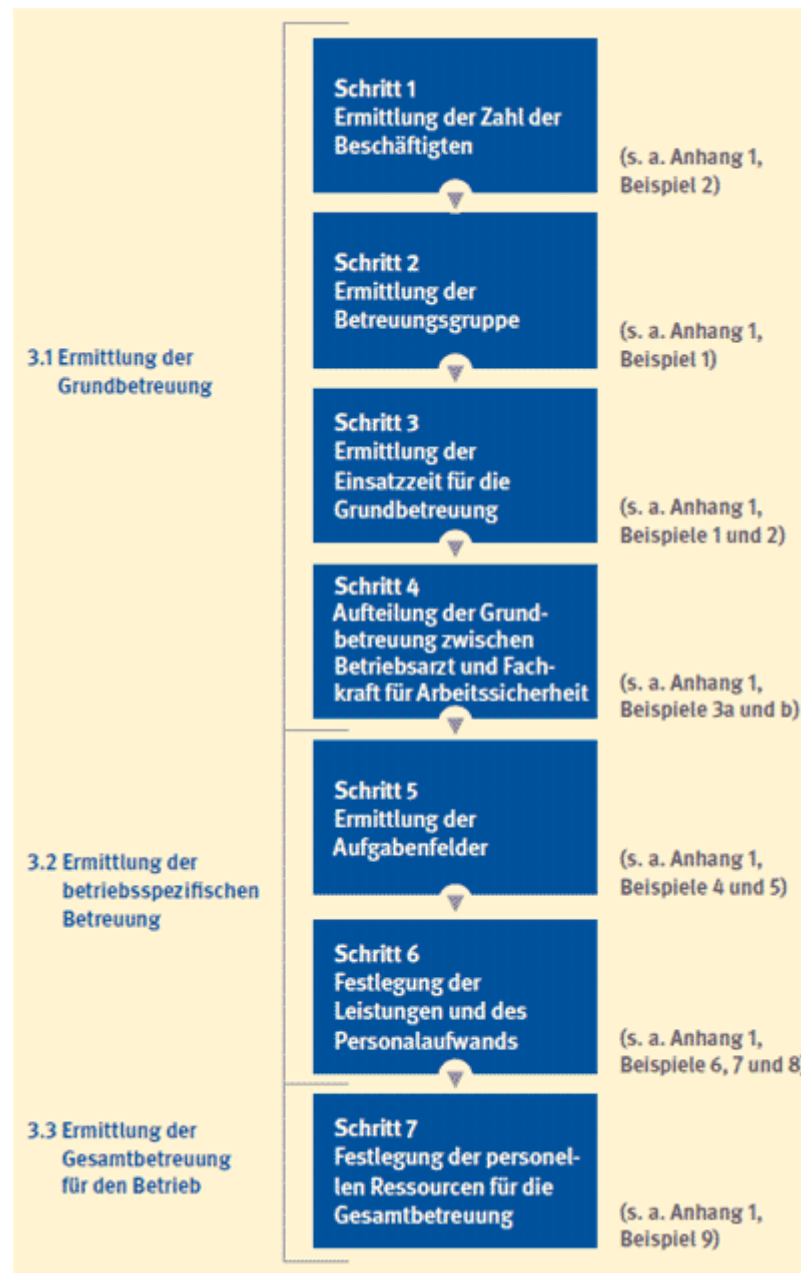 Schritt 1
Ermittlung der Zahl der
Beschäftigten
(s. a. Anhang 1,
Beispiel 2)
Schritt 2
Ermittlung der
Betreuungsgruppe
(s. a. Anhang 1,
Beispiel 1)
3.1 Ermittlung der
Grundbetreuung
Schritt 3
Ermittlung der
Einsatzzeit für die
Grundbetreuung
(s. a. Anhang 1,
Beispiele 1 und 2)
Schritt 4
Aufteilung der Grund-
betreuung zwischen
Betriebsarzt und Fach-
kraft für Arbeitssicherheit
(s. a. Anhang 1,
Beispiele 3a und b)
Schritt 5
Ermittlung der
Aufgabenfelder
(s. a. Anhang 1,
Beispiele 4 und 5)
3.2 Ermittlung der
betriebsspezifischen
Betreuung
Schritt 6
Festlegung der
Leistungen und des
Personalaufwands
(s. a. Anhang 1,
Beispiele 6, 7 und 8)
3.3 Ermittlung der
Gesamtbetreuung
für den Betrieb
Schritt 7
Festlegung der personel-
len Ressourcen für die
Gesamtbetreuung
(s. a. Anhang 1,
Beispiel 9)